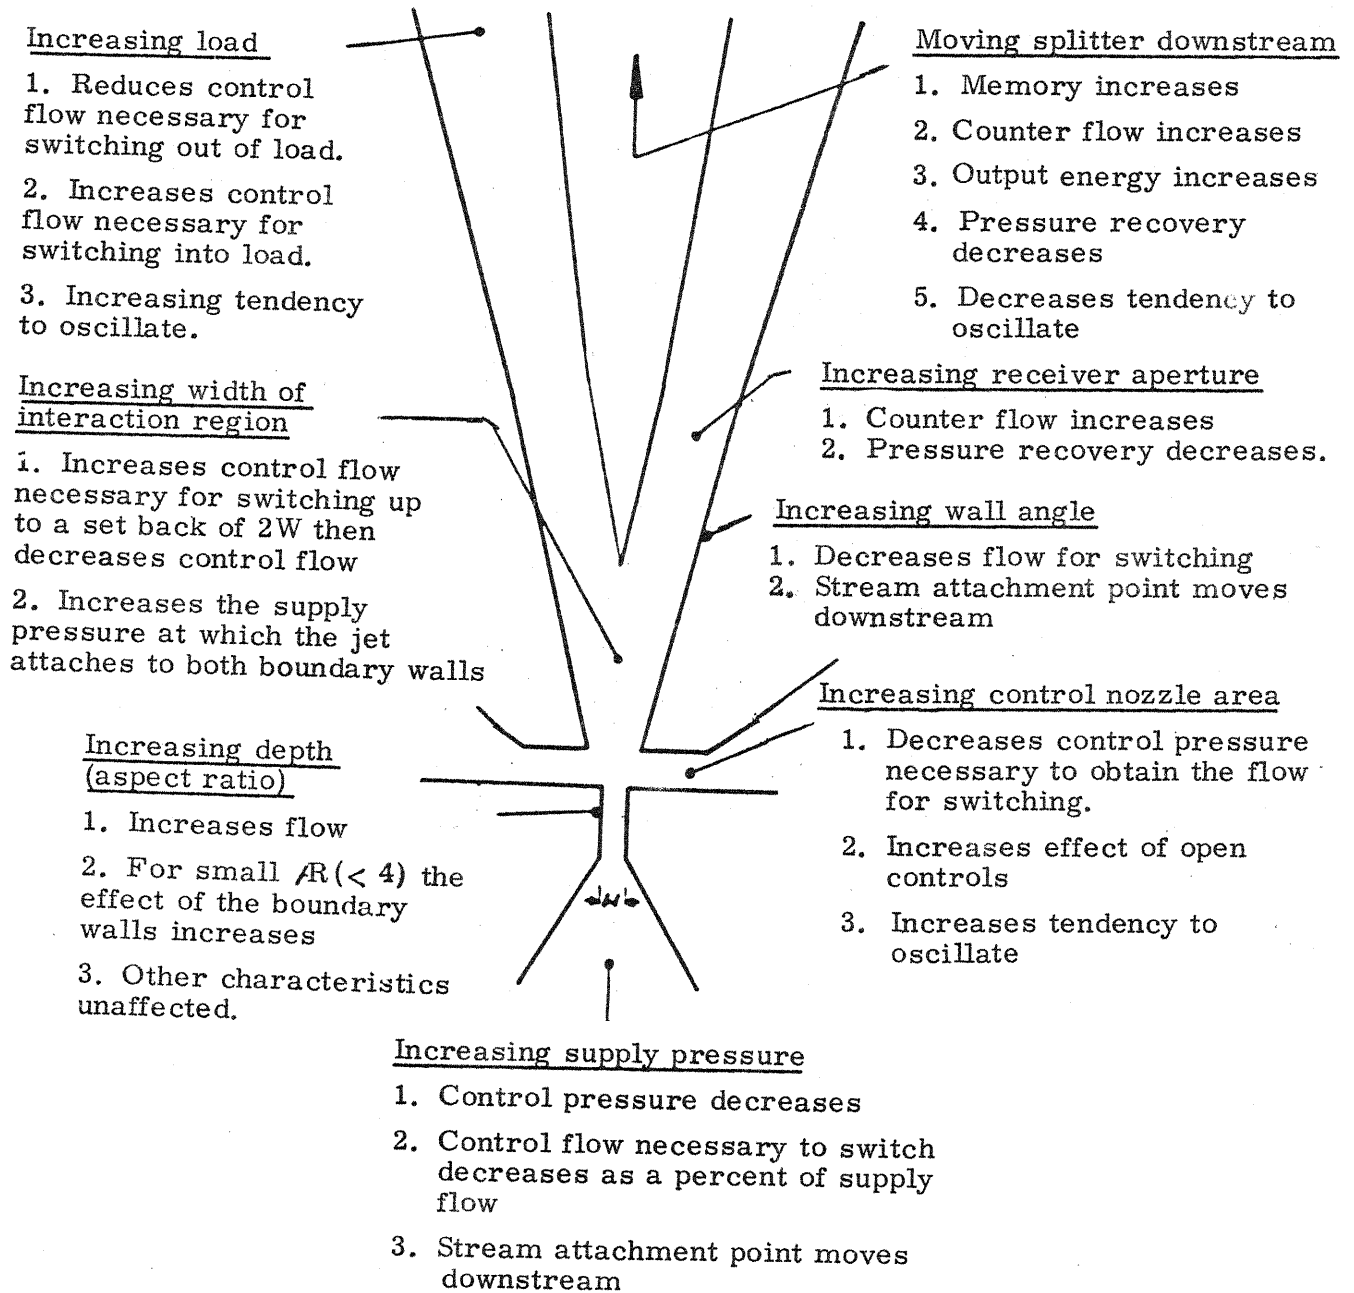 Increasing load
1. Reduces control
flow necessary for
switching out of load.
2. Increases control
flow necessary for
switching into load.
3. Increasing tendency
to oscillate.
Increasing width of
interaction region
1. Increases control flow
necessary for switching up
to a set back of 2W then
decreases control flow
2. Increases the supply
pressure at which the jet
attaches to both boundary walls
Increasing depth
(aspect ratio)
1. Increases flow
2. For small AR (< 4) the
effect of the boundary
walls increases
3. Other characteristics
unaffected.
Moving splitter downstream
1. Memory increases
2. Counter flow increases
3. Output energy increases
4. Pressure recovery
decreases
5. Decreases tendency to
oscillate
Increasing receiver aperture
1. Counter flow increases
2. Pressure recovery decreases.
Increasing wall angle
1. Decreases flow for switching
2. Stream attachment point moves
downstream
Increasing control nozzle area
1. Decreases control pressure
necessary to obtain the flow
for switching.
2. Increases effect of open
controls
3. Increases tendency to
oscillate
W
Increasing supply pressure
1. Control pressure decreases
2. Control flow necessary to switch
decreases as a percent of supply
flow
3. Stream attachment point moves
downstream